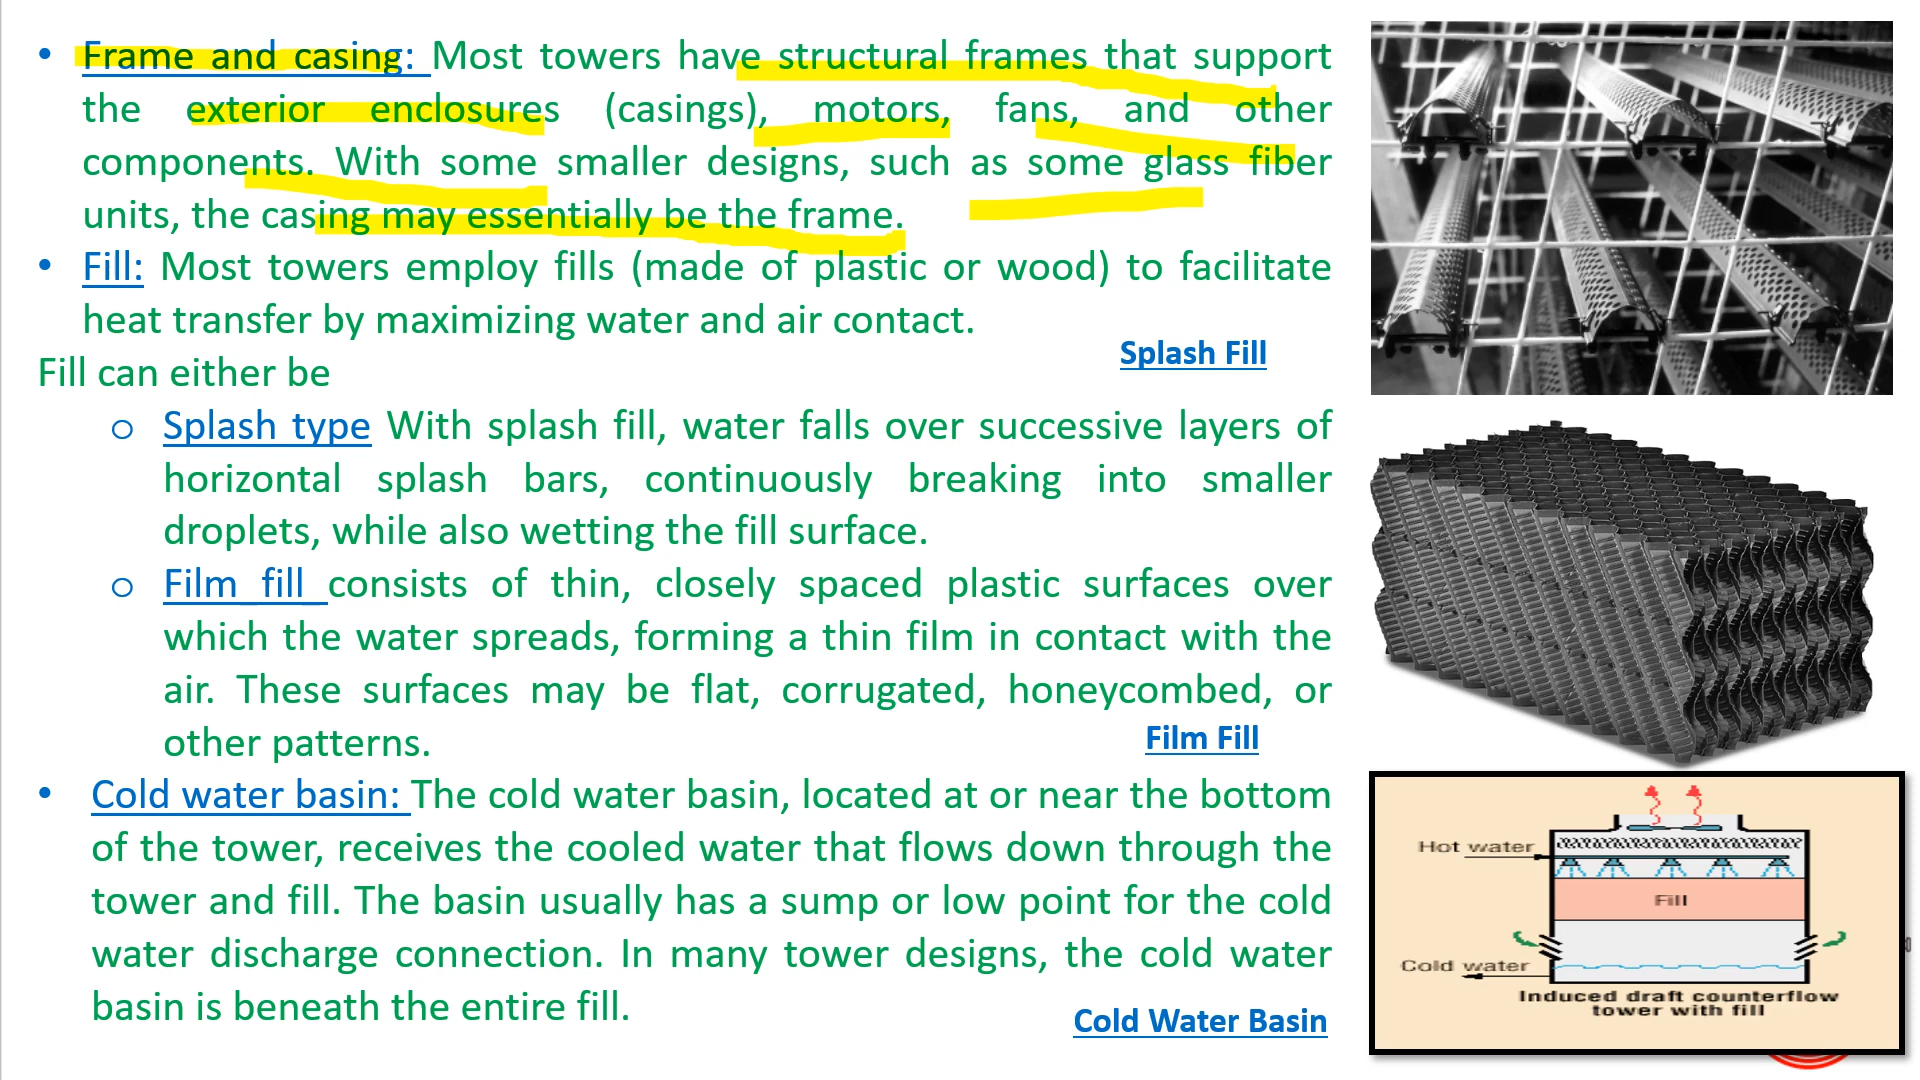 • Frame and casing: Most towers have structural frames that support
the exterior enclosures (casings), motors, fans, and other
components. With some smaller designs, such as some glass fiber
units, the casing may essentially be the frame.
• Fill: Most towers employ fills (made of plastic or wood) to facilitate
heat transfer by maximizing water and air contact.
Splash Fill
Fill can either be
o Splash type With splash fill, water falls over successive layers of
horizontal splash bars, continuously breaking into smaller
droplets, while also wetting the fill surface.
o Film fill consists of thin, closely spaced plastic surfaces over
which the water spreads, forming a thin film in contact with the
air. These surfaces may be flat, corrugated, honeycombed, or
other patterns.
Film Fill
• Cold water basin: The cold water basin, located at or near the bottom
of the tower, receives the cooled water that flows down through the
tower and fill. The basin usually has a sump or low point for the cold
water discharge connection. In many tower designs, the cold water
basin is beneath the entire fill.
Cold Water Basin
Hot water
Fill
Cold water
Induced draft counterflow
tower with fill